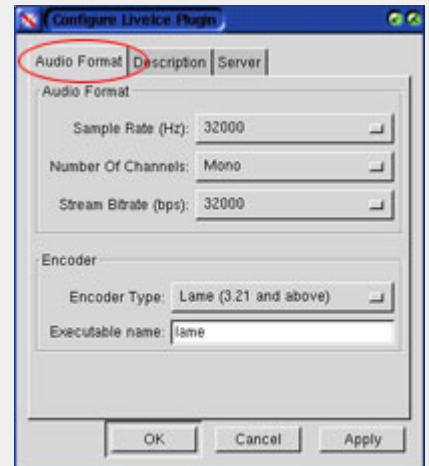 Configure LiveIce Plugin
Audio Format Description Server
Audio Format
Sample Rate (Hz): 32000
Number Of Channels: Mono
Stream Bitrate (bps): 32000
Encoder
Encoder Type: Lame (3.21 and above)
Executable name: lame
OK Cancel Apply